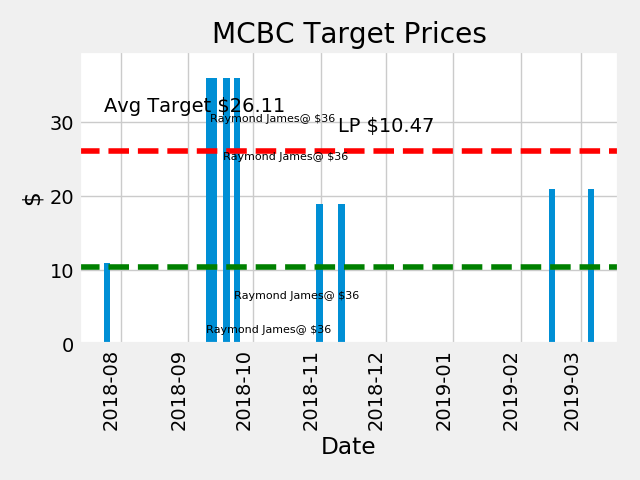 MCBC Target Prices
Avg Target $26.11
Raymond James@ $36
LP $10.47
Raymond James@ $36
Raymond James@ $36
Raymond James@ $36
$
30
20
10
0
2018-08
2018-09
2018-10
2018-11
2018-12
2019-01
2019-02
2019-03
Date